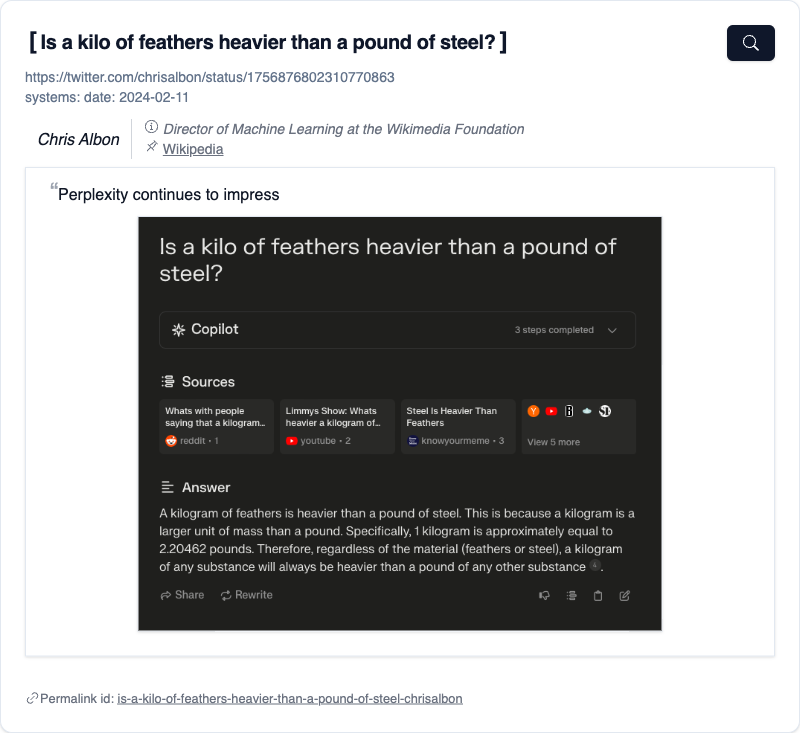 [Is a kilo of feathers heavier than a pound of steel?]
https://twitter.com/chrisalbon/status/1756876802310770863
systems: date: 2024-02-11
Chris Albon
Director of Machine Learning at the Wikimedia Foundation
Wikipedia
“Perplexity continues to impress
Is a kilo of feathers heavier than a pound of
steel?
Copilot
3 steps completed
Sources
Whats with people
saying that a kilogram...
reddit • 1
Limmys Show: Whats
heavier a kilogram of...
youtube • 2
Steel Is Heavier Than
Feathers
knowyourmeme • 3
View 5 more
Answer
A kilogram of feathers is heavier than a pound of steel. This is because a kilogram is a
larger unit of mass than a pound. Specifically, 1 kilogram is approximately equal to
2.20462 pounds. Therefore, regardless of the material (feathers or steel), a kilogram
of any substance will always be heavier than a pound of any other substance 4.
Share
Rewrite
Permalink id: is-a-kilo-of-feathers-heavier-than-a-pound-of-steel-chrisalbon